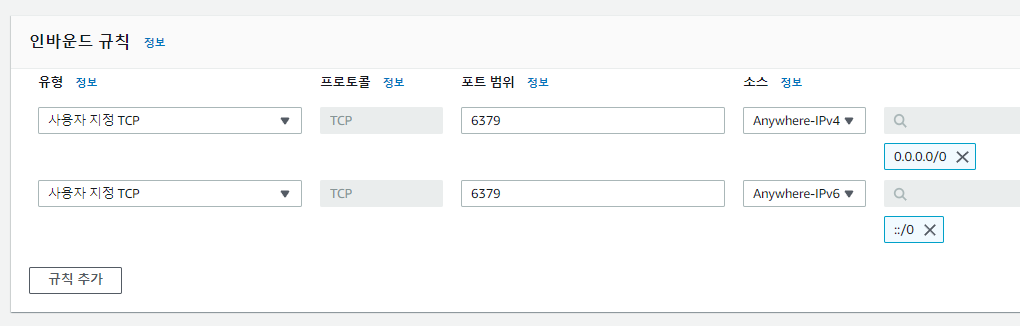 인바운드 규칙 정보
유형 정보 프로토콜 정보 포트 범위 정보 소스 정보
사용자 지정 TCP TCP 6379 Anywhere-IPv4
0.0.0.0/0
사용자 지정 TCP TCP 6379 Anywhere-IPv6
::/0
규칙 추가